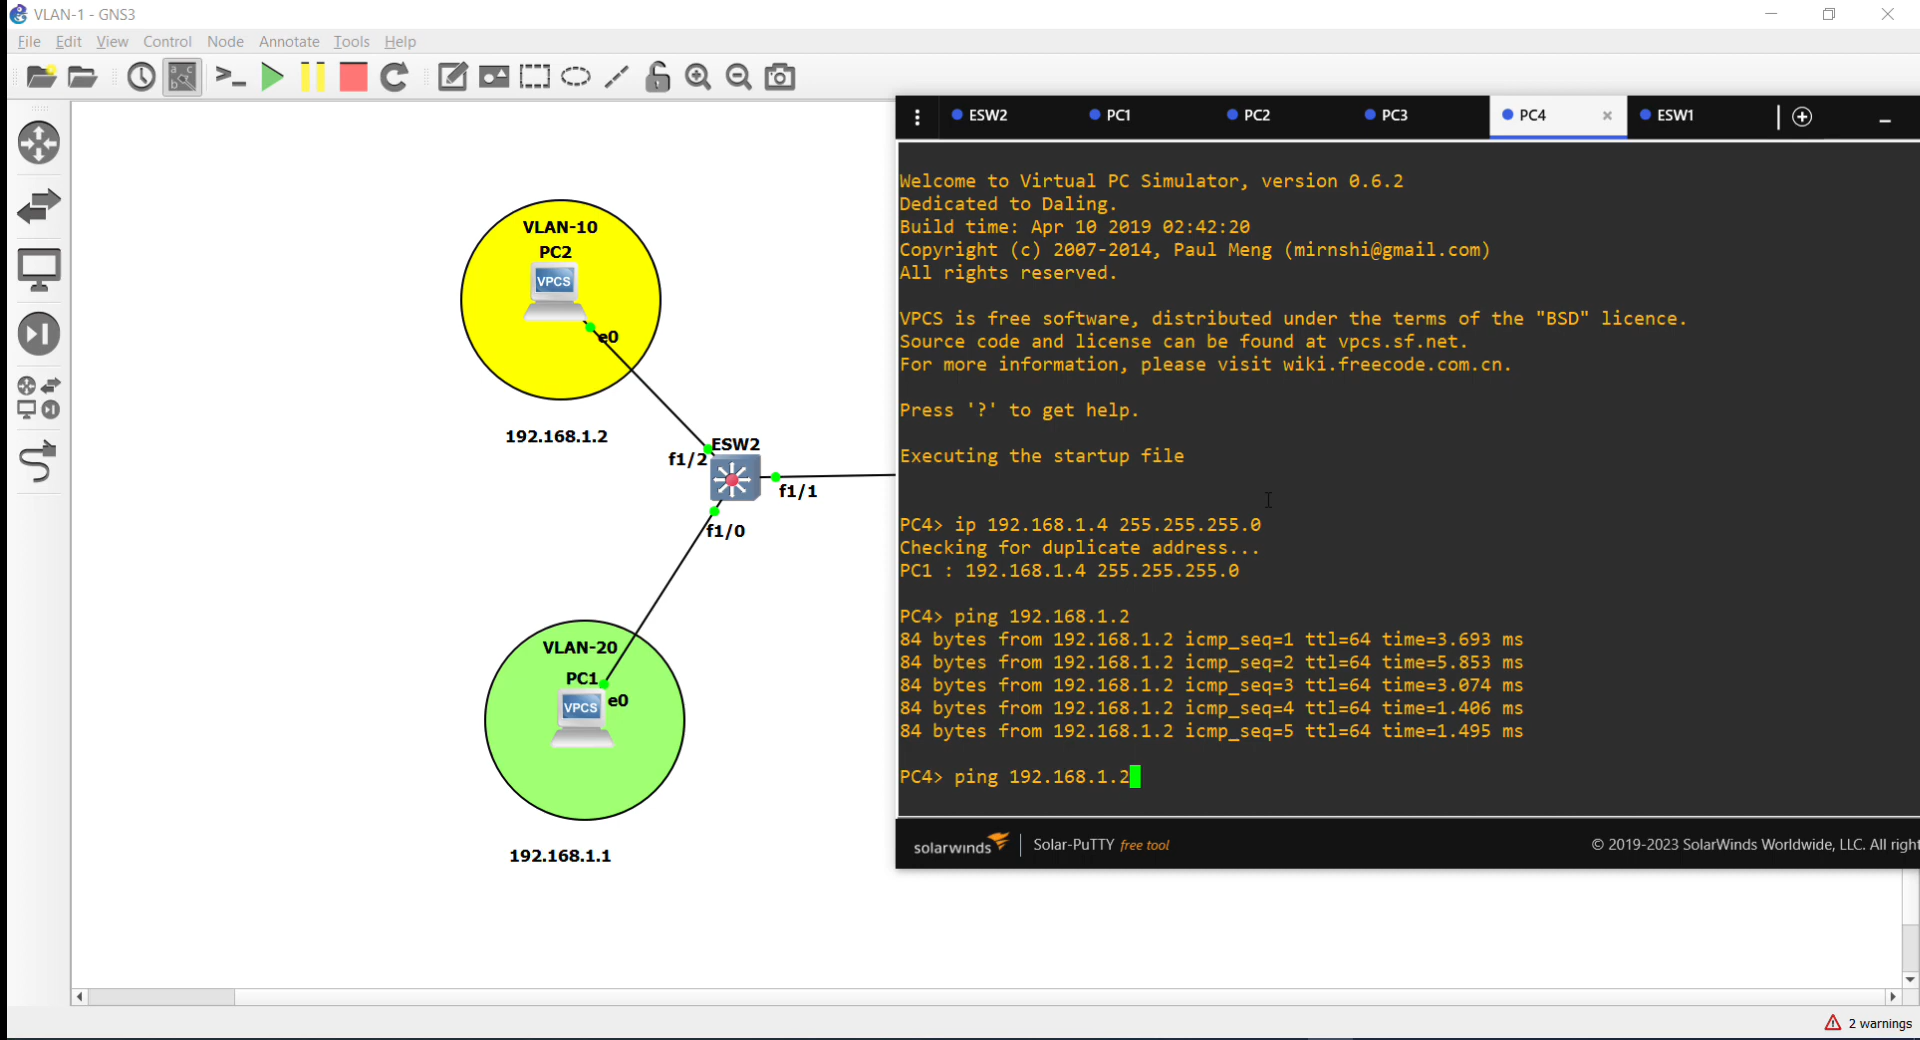 VLAN-1 - GNS3
File Edit View Control Node Annotate Tools Help
ESW2 PC1 PC2 PC3 PC4 × ESW1
Welcome to Virtual PC Simulator, version 0.6.2
Dedicated to Daling.
Build time: Apr 10 2019 02:42:20
Copyright (c) 2007-2014, Paul Meng (mirnshi@gmail.com)
All rights reserved.
VPCS is free software, distributed under the terms of the "BSD" licence.
Source code and license can be found at vpcs.sf.net.
For more information, please visit wiki.freecode.com.cn.
Press '?' to get help.
Executing the startup file
PC4> ip 192.168.1.4 255.255.255.0
Checking for duplicate address...
PC1 : 192.168.1.4 255.255.255.0
PC4> ping 192.168.1.2
84 bytes from 192.168.1.2 icmp_seq=1 ttl=64 time=3.693 ms
84 bytes from 192.168.1.2 icmp_seq=2 ttl=64 time=5.853 ms
84 bytes from 192.168.1.2 icmp_seq=3 ttl=64 time=3.074 ms
84 bytes from 192.168.1.2 icmp_seq=4 ttl=64 time=1.406 ms
84 bytes from 192.168.1.2 icmp_seq=5 ttl=64 time=1.495 ms
PC4> ping 192.168.1.2
solarwinds Solar-PuTTY free tool © 2019-2023 SolarWinds Worldwide, LLC. All right
VLAN-10
PC2
VPCS
e0
192.168.1.2
ESW2
f1/2
f1/1
f1/0
VLAN-20
PC1
e0
VPCS
192.168.1.1
2 warnings